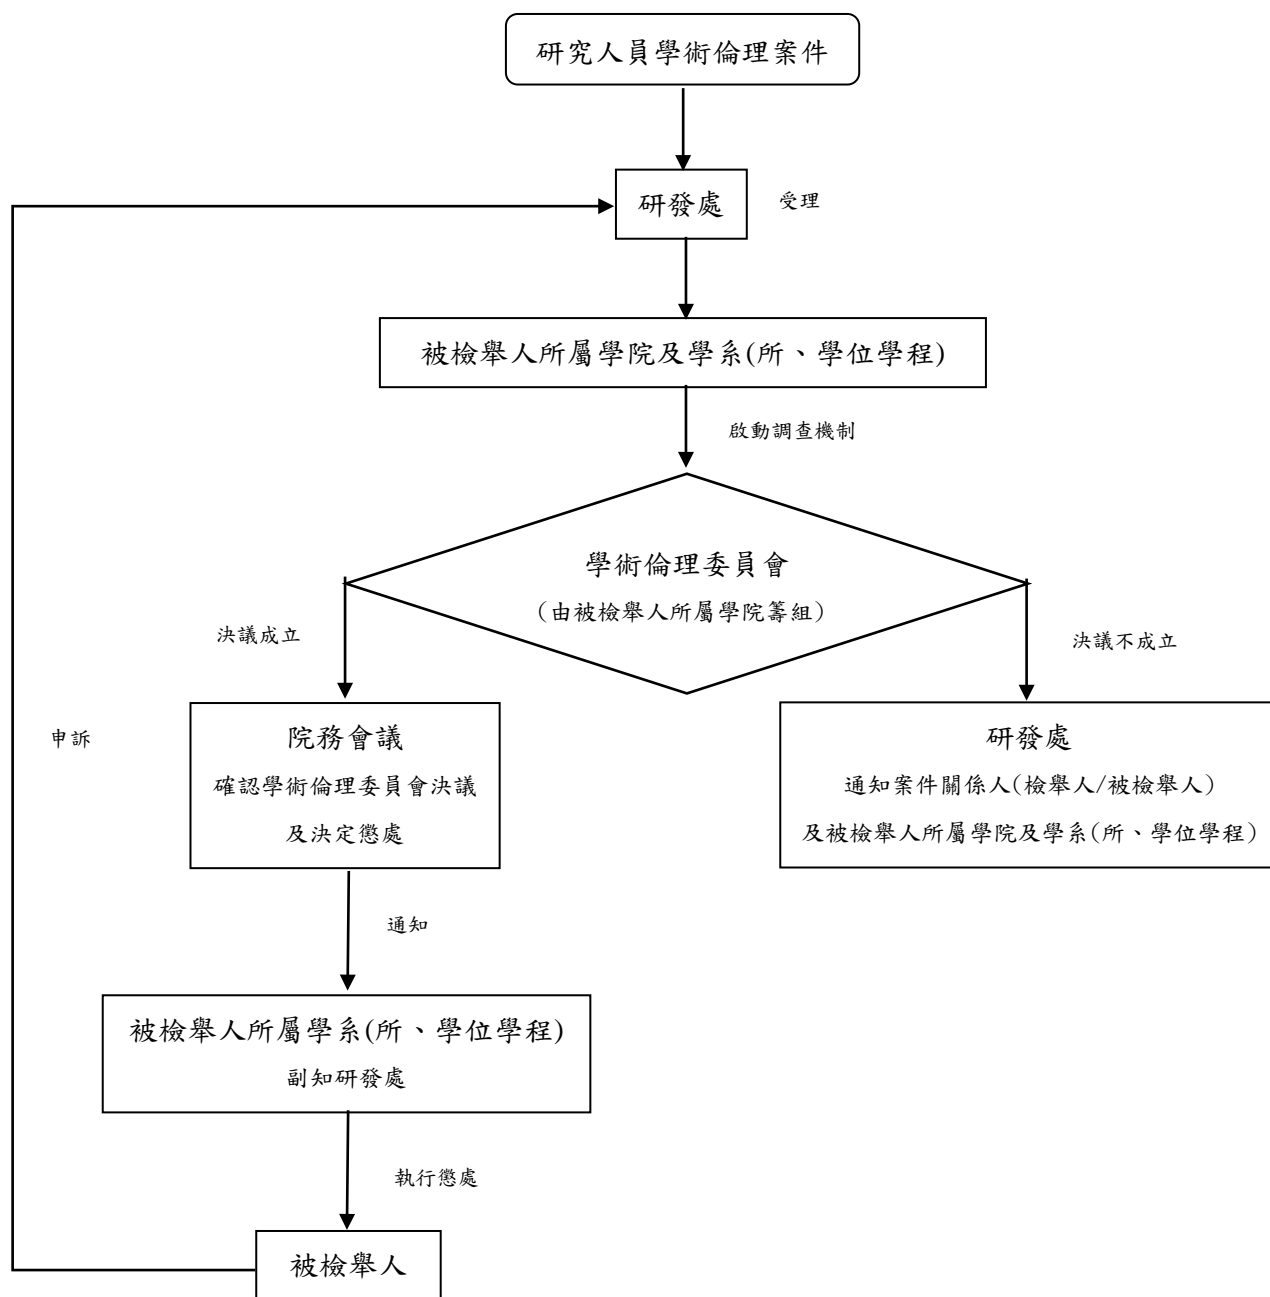 研究人員學術倫理案件
研發處
受理
被檢舉人所屬學院及學系(所、學位學程)
啟動調查機制
學術倫理委員會
（由被檢舉人所屬學院籌組）
決議成立
決議不成立
院務會議
確認學術倫理委員會決議
及決定懲處
研發處
通知案件關係人(檢舉人/被檢舉人)
及被檢舉人所屬學院及學系(所、學位學程)
申訴
通知
被檢舉人所屬學系(所、學位學程)
副知研發處
執行懲處
被檢舉人